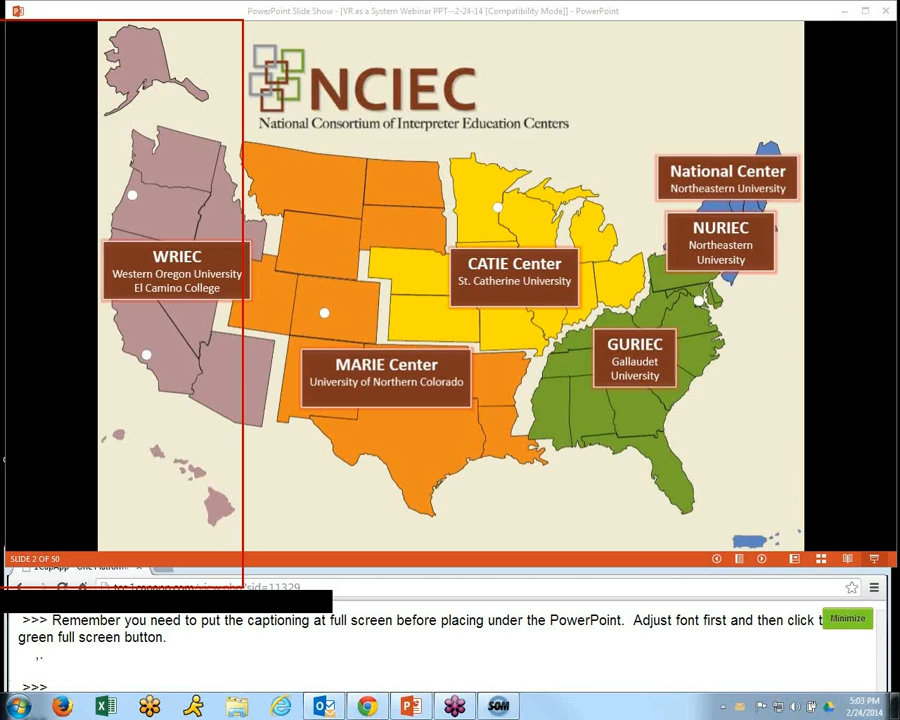 PowerPoint Slide Show - [VR as a System Webinar PPT--2-24-14 [Compatibility Mode]] - PowerPoint
NCIEC
National Consortium of Interpreter Education Centers
National Center
Northeastern University
NURIEC
Northeastern
University
WRIEC
Western Oregon University
El Camino College
CATIE Center
St. Catherine University
GURIEC
Gallaudet
University
MARIE Center
University of Northern Colorado
SLIDE 2 OF 50
>>> Remember you need to put the captioning at full screen before placing under the PowerPoint. Adjust font first and then click t
green full screen button.
,.
>>>
Minimize
SOM
5:03 PM
2/24/2014